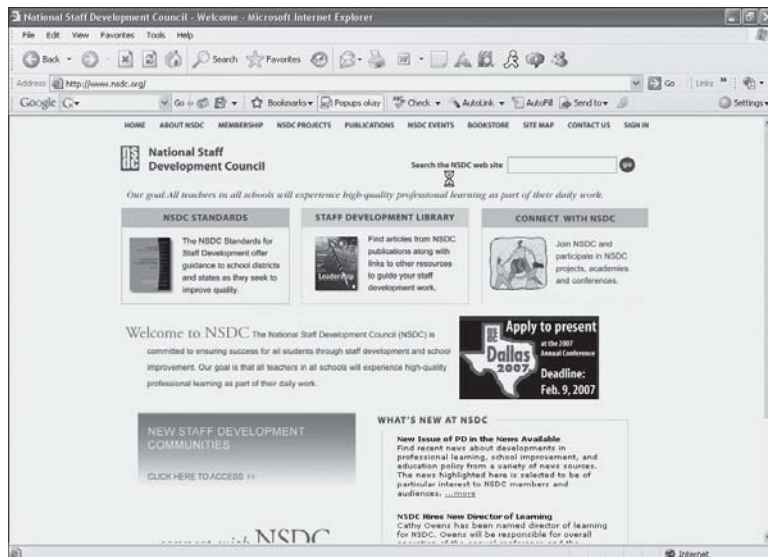 National Staff Development Council - Welcome - Microsoft Internet Explorer
File Edit View Favorites Tools Help
Back Search Favorites
Address http://www.nsdc.org/ Go Links
Google Go Bookmarks Popups okay Check AutoLink AutoFill Send to Settings
HOME ABOUT NSDC MEMBERSHIP NSDC PROJECTS PUBLICATIONS NSDC EVENTS BOOKSTORE SITE MAP CONTACT US SIGN IN
National Staff
Development Council
Search the NSDC web site go
Our goal: All teachers in all schools will experience high-quality professional learning as part of their daily work.
NSDC STANDARDS
The NSDC Standards for
Staff Development offer
guidance to school districts
and states as they seek to
improve quality.
STAFF DEVELOPMENT LIBRARY
Leadership
Find articles from NSDC
publications along with
links to other resources
to guide your staff
development work.
CONNECT WITH NSDC
Join NSDC and
participate in NSDC
projects, academies
and conferences.
Welcome to NSDC The National Staff Development Council (NSDC) is
committed to ensuring success for all students through staff development and school
improvement. Our goal is that all teachers in all schools will experience high-quality
professional learning as part of their daily work.
NSDC
Dallas
2007
Apply to present
at the 2007
Annual Conference
Deadline:
Feb. 9, 2007
NEW STAFF DEVELOPMENT
COMMUNITIES
CLICK HERE TO ACCESS >>
WHAT'S NEW AT NSDC
New Issue of PD in the News Available
Find recent news about developments in
professional learning, school improvement, and
education policy from a variety of news sources.
The news highlighted here is selected to be of
particular interest to NSDC members and
audiences. ...more
NSDC Hires New Director of Learning
Cathy Owens has been named director of learning
for NSDC. Owens will be responsible for overall
operation of the annual conference and the
connect with NSDC
Internet